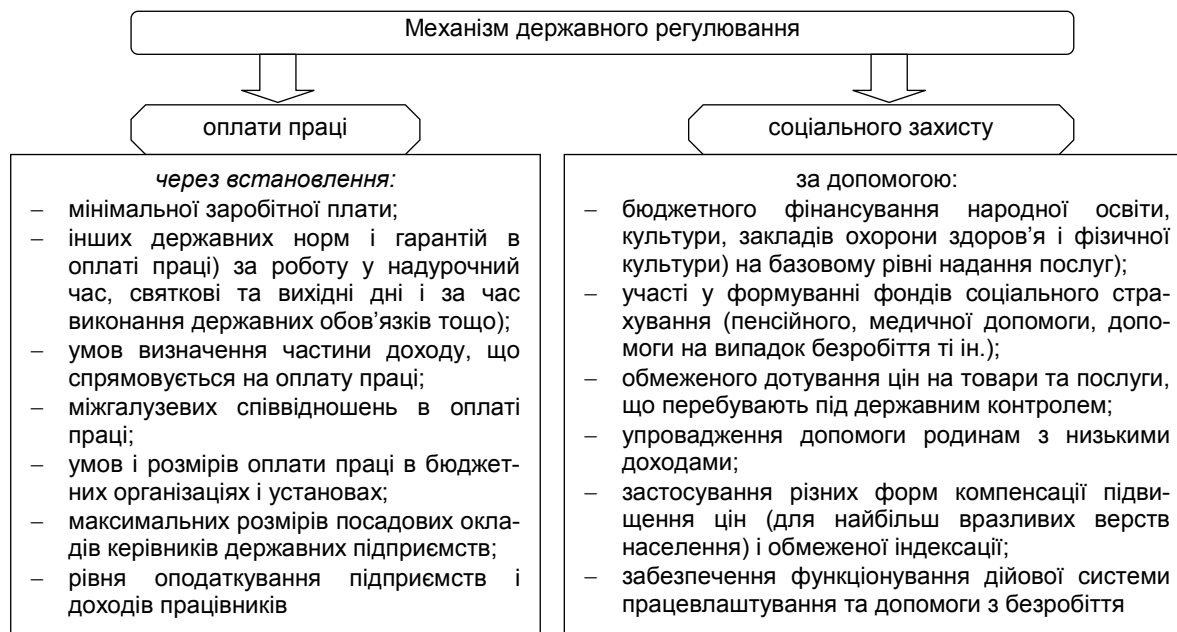 Механізм державного регулювання
оплати праці
через встановлення:
– мінімальної заробітної плати;
– інших державних норм і гарантій в
оплаті праці) за роботу у надурочний
час, святкові та вихідні дні і за час
виконання державних обов’язків тощо);
– умов визначення частини доходу, що
спрямовується на оплату праці;
– міжгалузевих співвідношень в оплаті
праці;
– умов і розмірів оплати праці в бюджет-
них організаціях і установах;
– максимальних розмірів посадових окла-
дів керівників державних підприємств;
– рівня оподаткування підприємств і
доходів працівників
соціального захисту
за допомогою:
– бюджетного фінансування народної освіти,
культури, закладів охорони здоров’я і фізичної
культури) на базовому рівні надання послуг);
– участі у формуванні фондів соціального стра-
хування (пенсійного, медичної допомоги, допо-
моги на випадок безробіття ті ін.);
– обмеженого дотування цін на товари та послуги,
що перебувають під державним контролем;
– упровадження допомоги родинам з низькими
доходами;
– застосування різних форм компенсації підви-
щення цін (для найбільш вразливих верств
населення) і обмеженої індексації;
– забезпечення функціонування дійової системи
працевлаштування та допомоги з безробіття